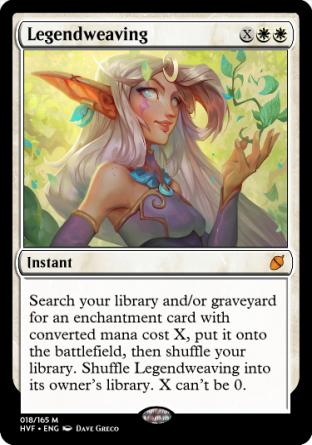 Legendweaving XWW
Instant
Search your library and/or graveyard
for an enchantment card with
converted mana cost X, put it onto
the battlefield, then shuffle your
library. Shuffle Legendweaving into
its owner's library. X can't be 0.
018/165 M
HVF • ENG Dave Greco